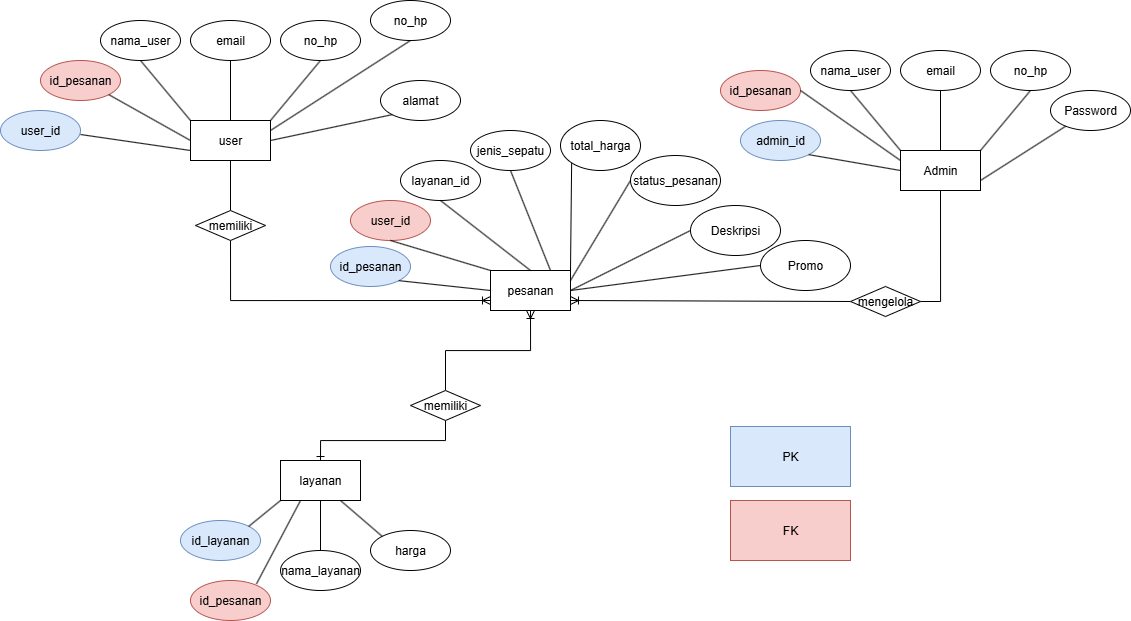 no_hp
nama_user
email
no_hp
id_pesanan
alamat
user_id
user
memiliki
nama_user
email
no_hp
id_pesanan
Password
admin_id
Admin
mengelola
jenis_sepatu
total_harga
layanan_id
status_pesanan
user_id
Deskripsi
id_pesanan
Promo
pesanan
memiliki
layanan
id_layanan
harga
nama_layanan
id_pesanan
PK
FK